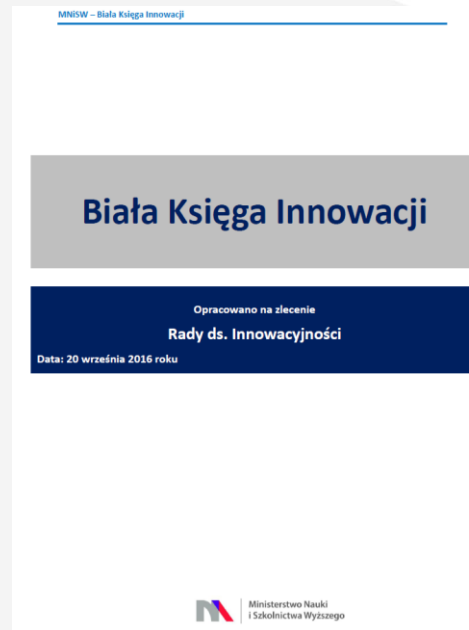 MNiSW – Biała Księga Innowacji
Biała Księga Innowacji
Opracowano na zlecenie
Rady ds. Innowacyjności
Data: 20 września 2016 roku
Ministerstwo Nauki
i Szkolnictwa Wyższego